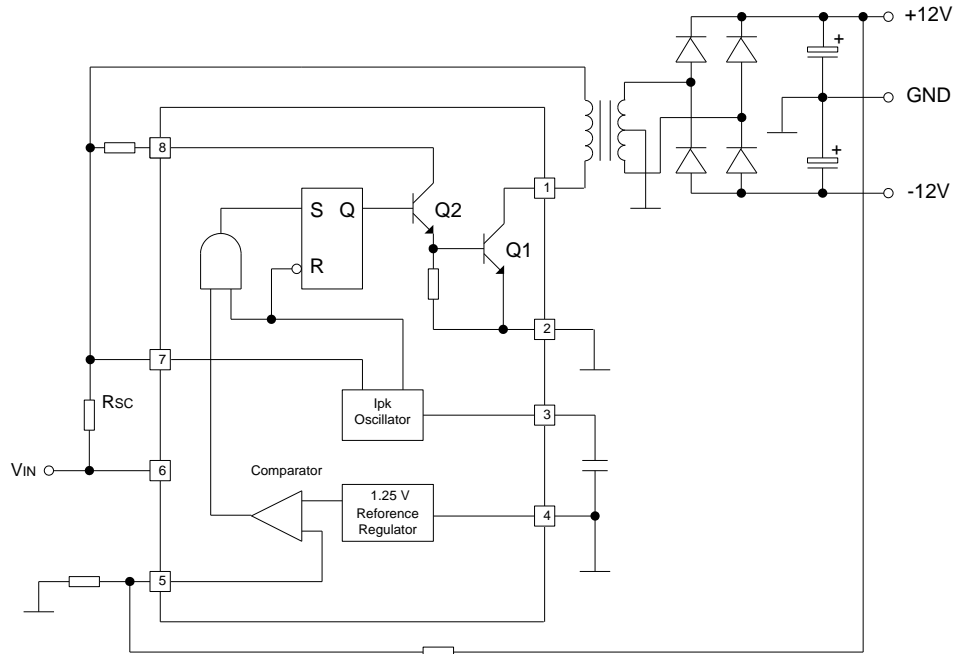 +12V
+
GND
+
-12V
8
1
S Q
Q2
R
Q1
2
7
Rsc
Ipk
Oscillator
3
VIN
6
Comparator
1.25 V
Reforence
Regulator
4
5